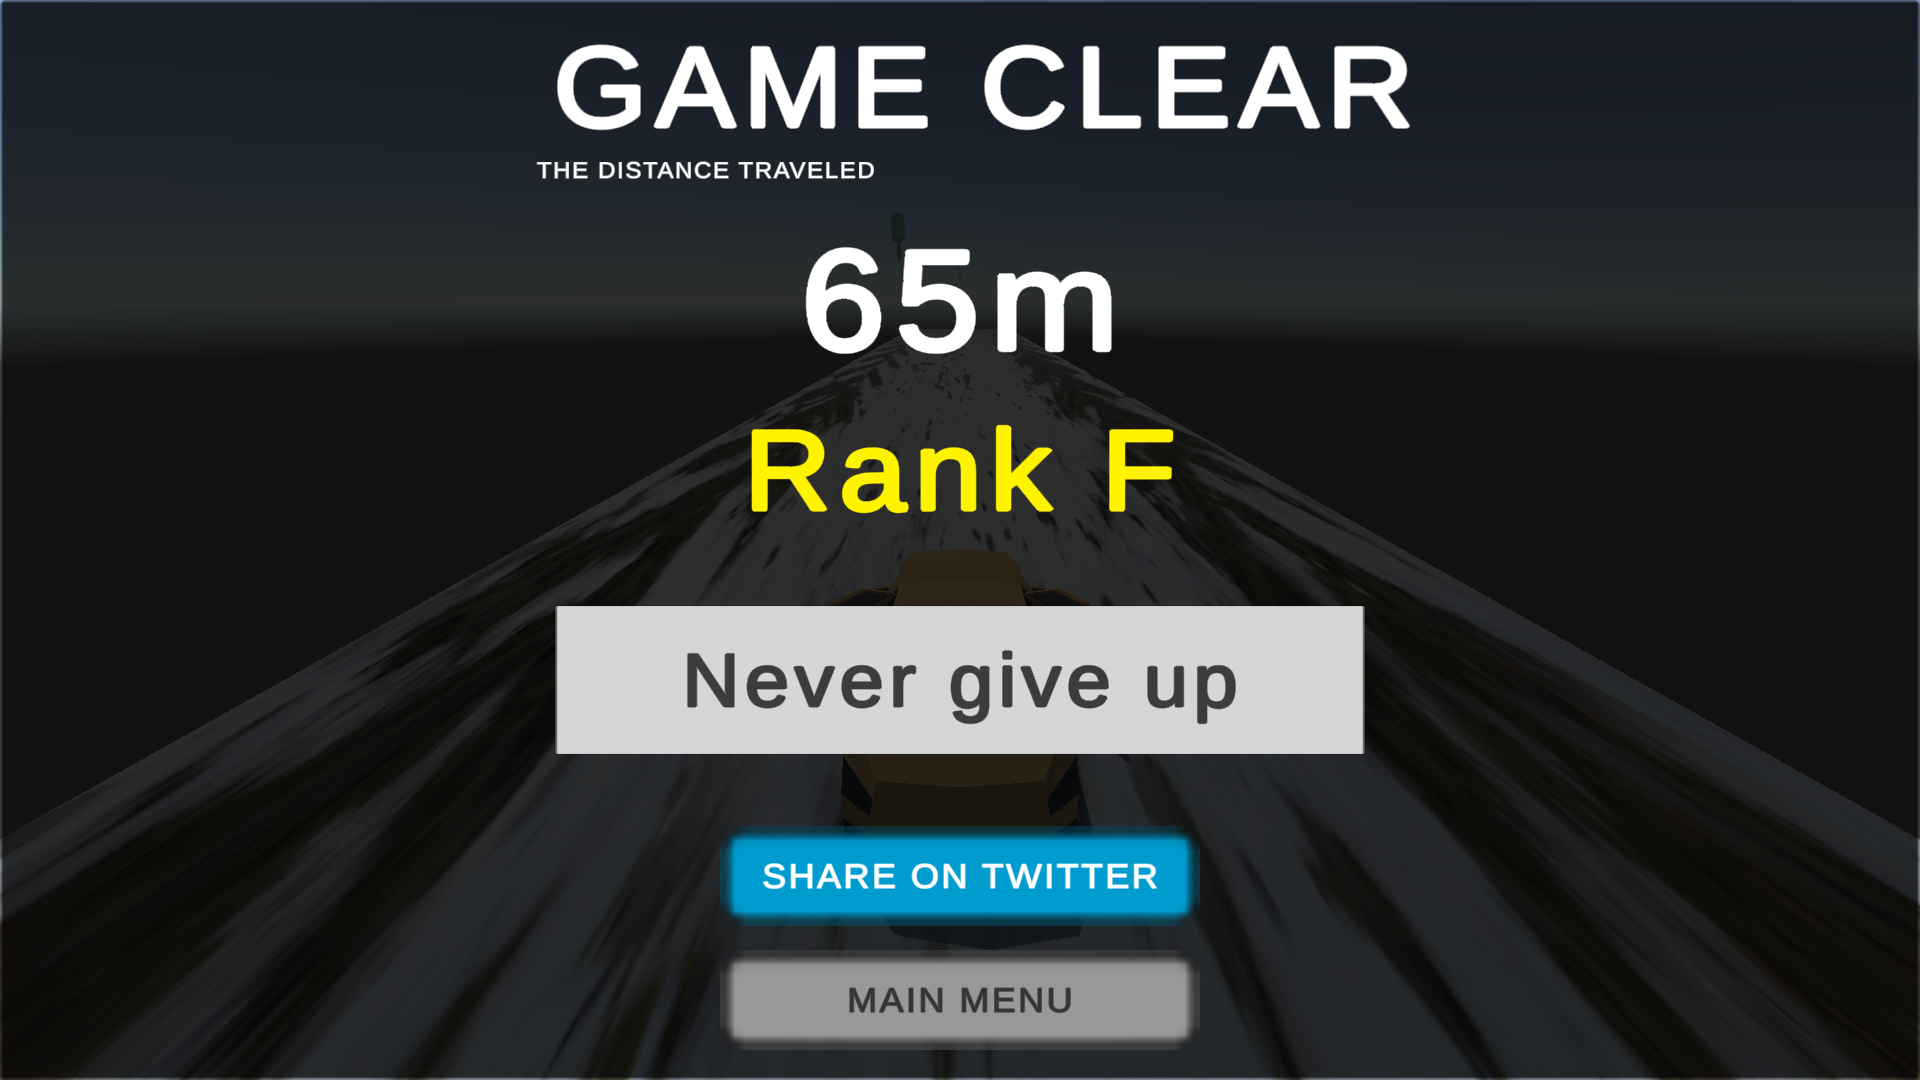 GAME CLEAR
THE DISTANCE TRAVELED
65m
Rank F
Never give up
SHARE ON TWITTER
MAIN MENU